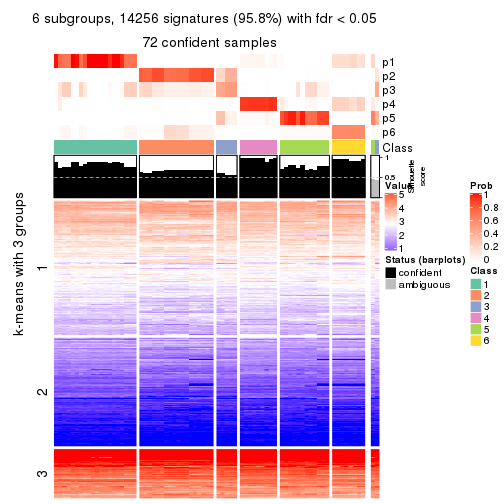 6 subgroups, 14256 signatures (95.8%) with fdr < 0.05
72 confident samples
p1
p2
p3
p4
p5
p6
Class
1
0.5
Silhouette
score
k-means with 3 groups
1
2
3
Value
5
4
3
2
1
Status (barplots)
confident
ambiguous
Prob
1
0.8
0.6
0.4
0.2
0
Class
1
2
3
4
5
6